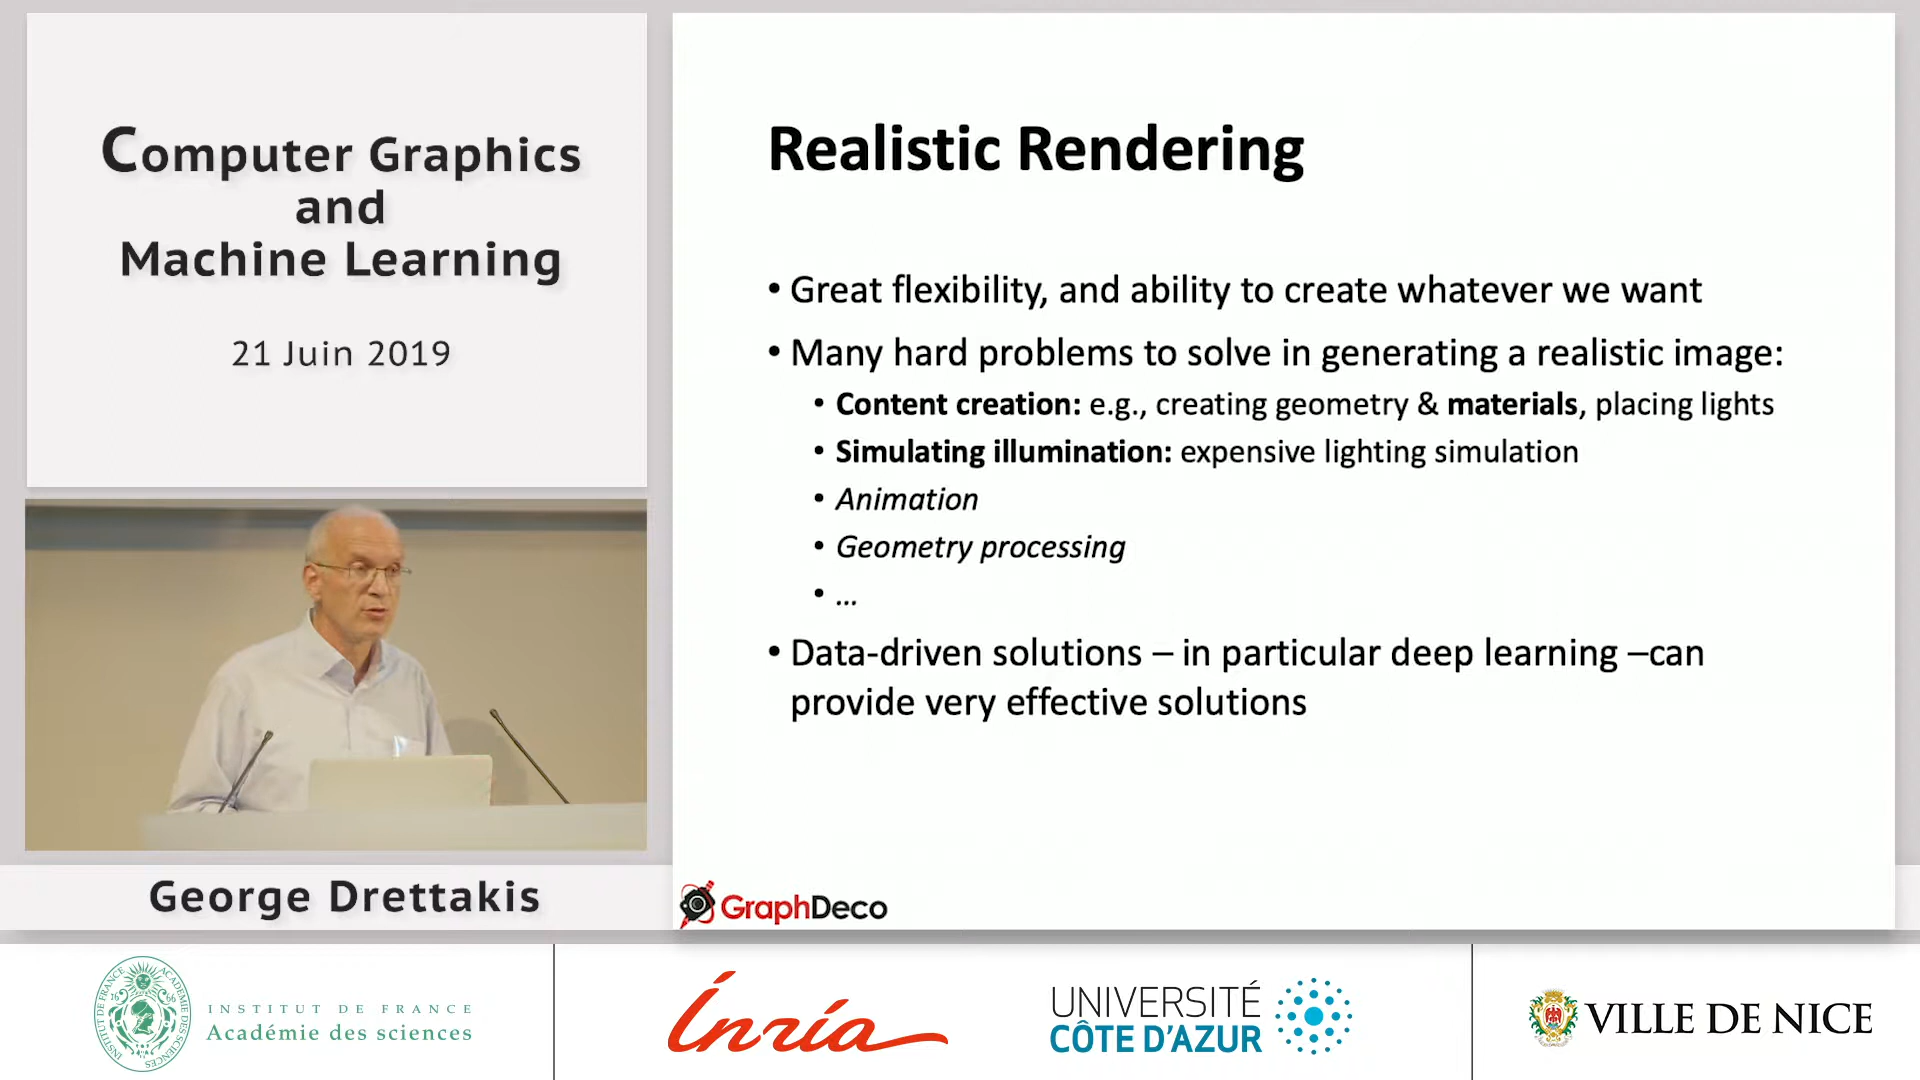 Computer Graphics
and
Machine Learning
21 Juin 2019
George Drettakis
Realistic Rendering
• Great flexibility, and ability to create whatever we want
• Many hard problems to solve in generating a realistic image:
• Content creation: e.g., creating geometry & materials, placing lights
• Simulating illumination: expensive lighting simulation
• Animation
• Geometry processing
• ...
• Data-driven solutions – in particular deep learning –can
provide very effective solutions
GraphDeco
INSTITUT DE FRANCE
Académie des sciences
Inria
UNIVERSITÉ
CÔTE D'AZUR
VILLE DE NICE